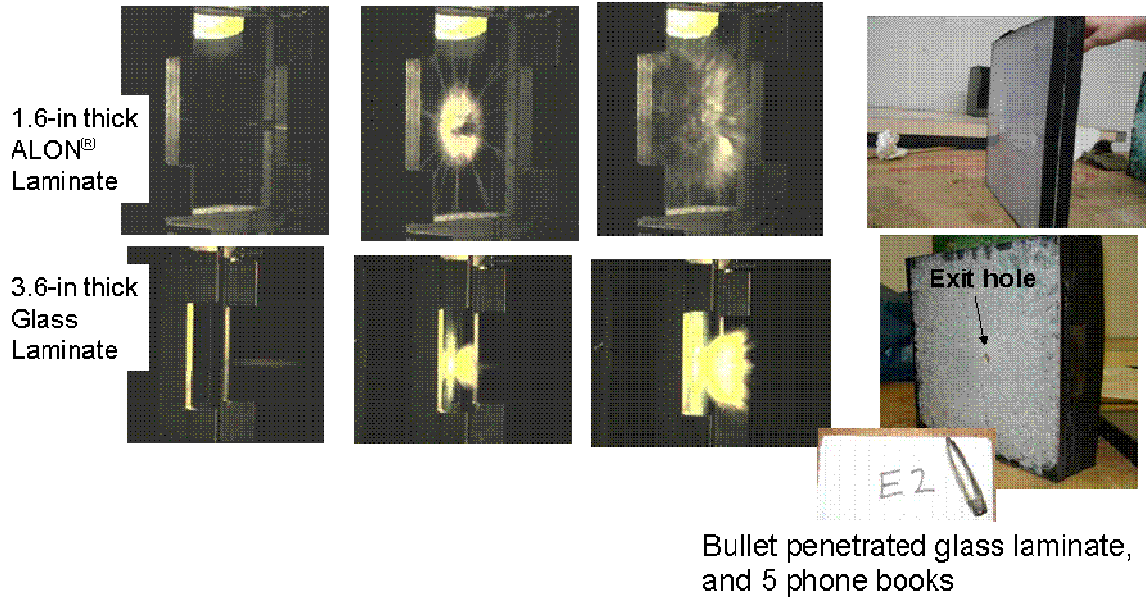 1.6-in thick
ALON®
Laminate
3.6-in thick
Glass
Laminate
Exit hole
E2
Bullet penetrated glass laminate,
and 5 phone books